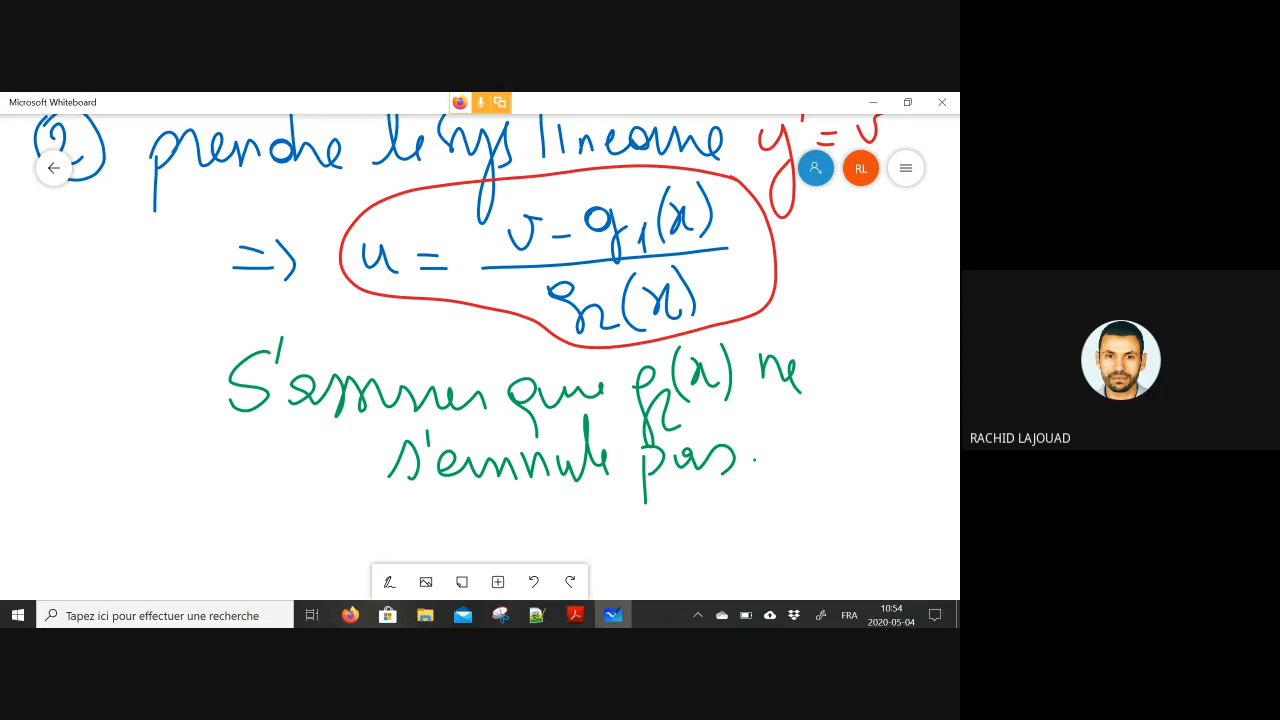 Microsoft Whiteboard
② prendre le sys lineaire y' = v
RL
=> u = (v - g₁(x)) / g₂(x)
S'assurer que g₂(x) ne
s'annule pas.
RACHID LAJOUAD
Tapez ici pour effectuer une recherche
FRA
10:54
2020-05-04